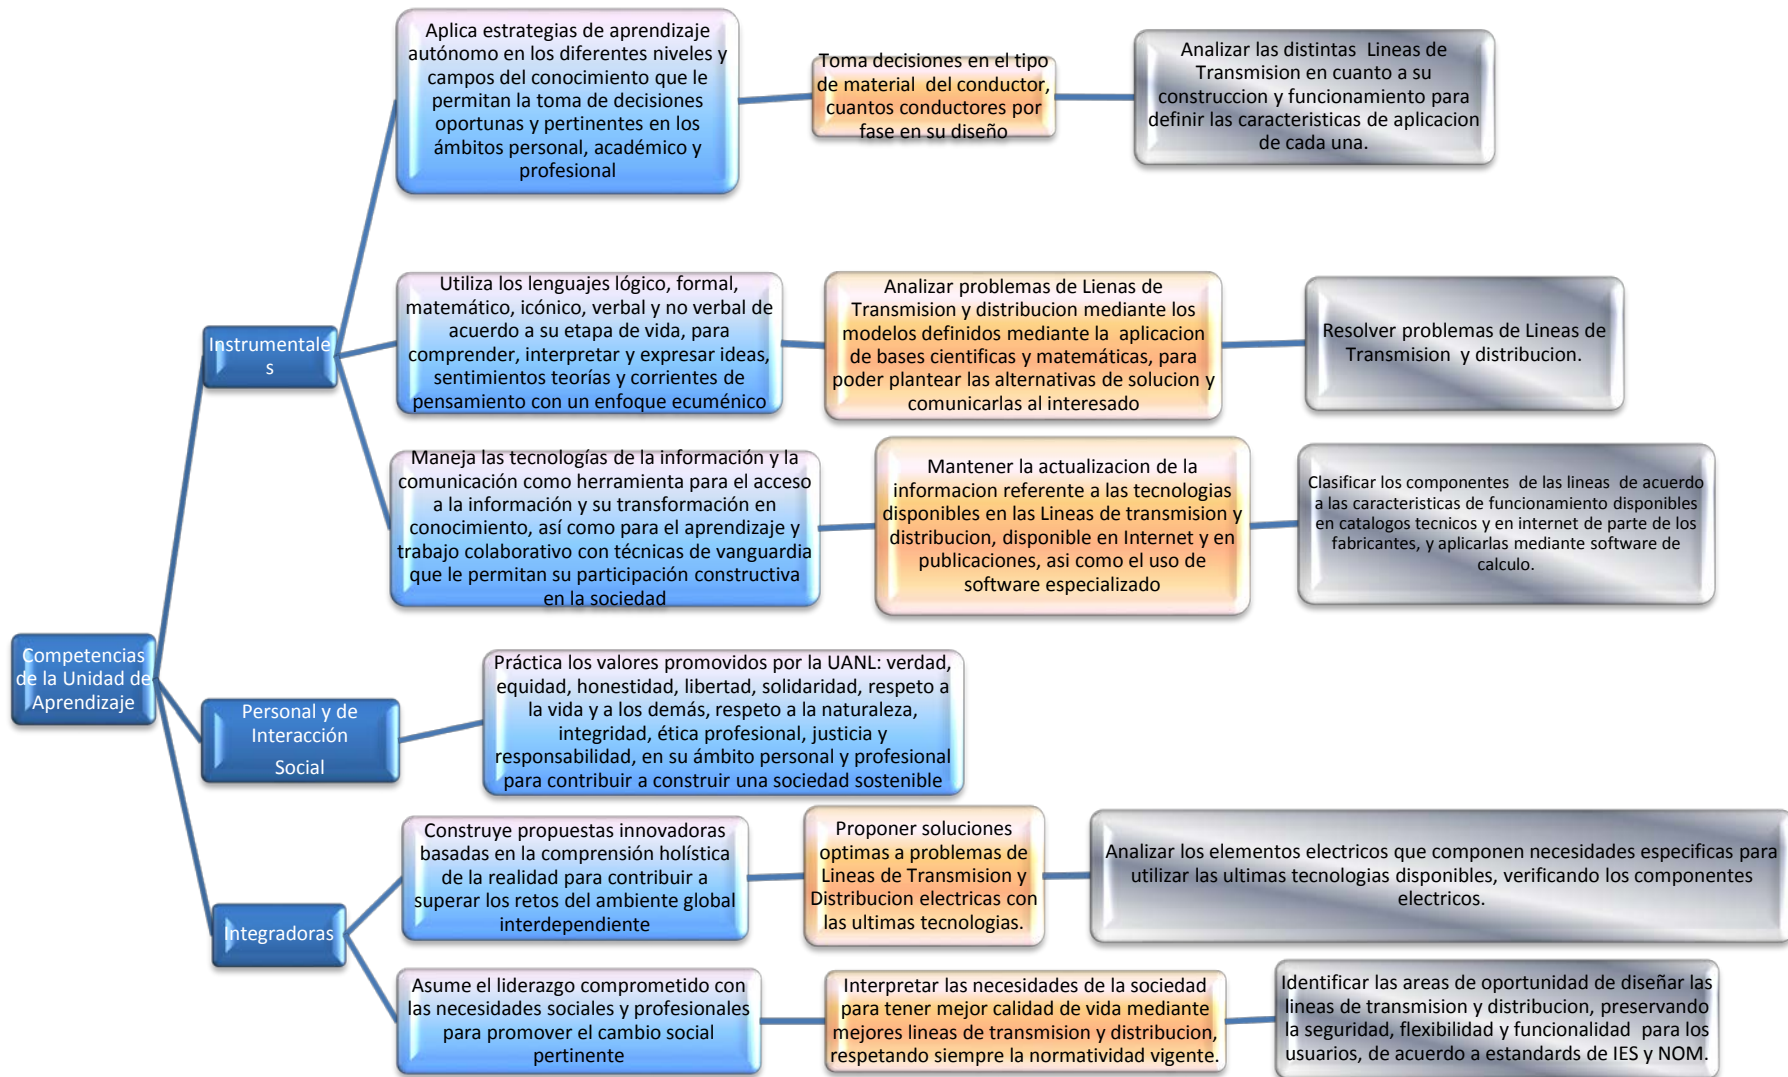 Aplica estrategias de aprendizaje
autónomo en los diferentes niveles y
campos del conocimiento que le
permitan la toma de decisiones
oportunas y pertinentes en los
ámbitos personal, académico y
profesional
Toma decisiones en el tipo
de material del conductor,
cuantos conductores por
fase en su diseño
Analizar las distintas Lineas de
Transmision en cuanto a su
construccion y funcionamiento para
definir las caracteristicas de aplicacion
de cada una.
Instrumentale
s
Utiliza los lenguajes lógico, formal,
matemático, icónico, verbal y no verbal de
acuerdo a su etapa de vida, para
comprender, interpretar y expresar ideas,
sentimientos teorías y corrientes de
pensamiento con un enfoque ecuménico
Analizar problemas de Lienas de
Transmision y distribucion mediante los
modelos definidos mediante la aplicacion
de bases cientificas y matemáticas, para
poder plantear las alternativas de solucion y
comunicarlas al interesado
Resolver problemas de Lineas de
Transmision y distribucion.
Maneja las tecnologías de la información y la
comunicación como herramienta para el acceso
a la información y su transformación en
conocimiento, así como para el aprendizaje y
trabajo colaborativo con técnicas de vanguardia
que le permitan su participación constructiva
en la sociedad
Mantener la actualizacion de la
informacion referente a las tecnologias
disponibles en las Lineas de transmision y
distribucion, disponible en Internet y en
publicaciones, asi como el uso de
software especializado
Clasificar los componentes de las lineas de acuerdo
a las caracteristicas de funcionamiento disponibles
en catalogos tecnicos y en internet de parte de los
fabricantes, y aplicarlas mediante software de
calculo.
Competencias
de la Unidad de
Aprendizaje
Personal y de
Interacción
Social
Práctica los valores promovidos por la UANL: verdad,
equidad, honestidad, libertad, solidaridad, respeto a
la vida y a los demás, respeto a la naturaleza,
integridad, ética profesional, justicia y
responsabilidad, en su ámbito personal y profesional
para contribuir a construir una sociedad sostenible
Integradoras
Construye propuestas innovadoras
basadas en la comprensión holística
de la realidad para contribuir a
superar los retos del ambiente global
interdependiente
Proponer soluciones
optimas a problemas de
Lineas de Transmision y
Distribucion electricas con
las ultimas tecnologias.
Analizar los elementos electricos que componen necesidades especificas para
utilizar las ultimas tecnologias disponibles, verificando los componentes
electricos.
Asume el liderazgo comprometido con
las necesidades sociales y profesionales
para promover el cambio social
pertinente
Interpretar las necesidades de la sociedad
para tener mejor calidad de vida mediante
mejores lineas de transmision y distribucion,
respetando siempre la normatividad vigente.
Identificar las areas de oportunidad de diseñar las
lineas de transmision y distribucion, preservando
la seguridad, flexibilidad y funcionalidad para los
usuarios, de acuerdo a estandards de IES y NOM.